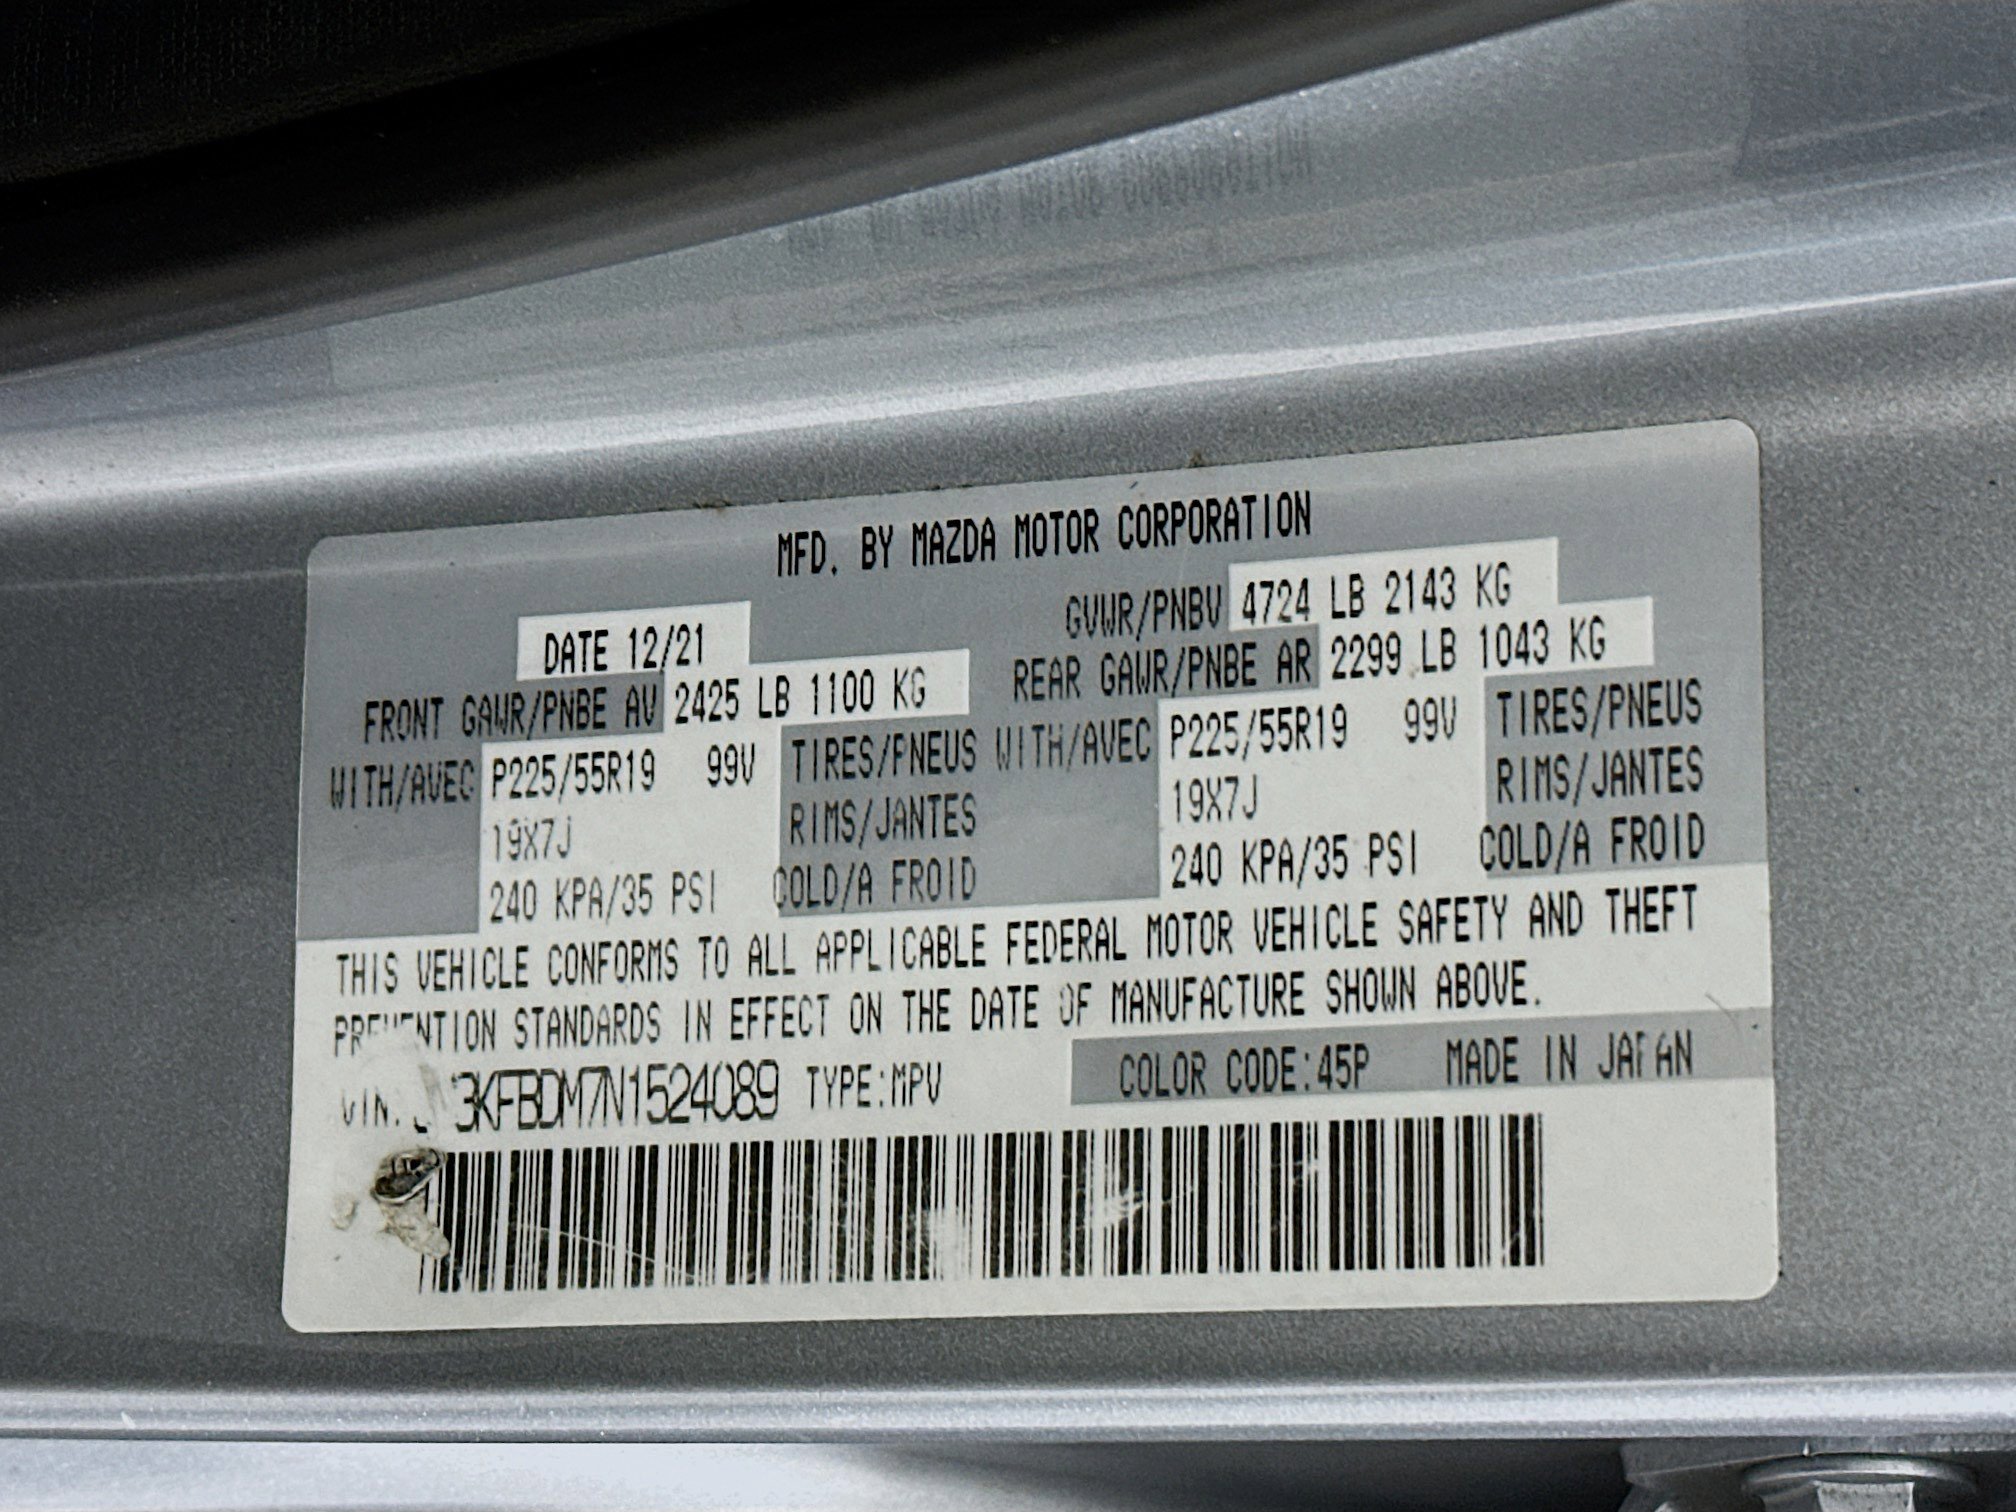 MFD. BY MAZDA MOTOR CORPORATION
DATE 12/21
GVWR/PNBV 4724 LB 2143 KG
FRONT GAWR/PNBE AV 2425 LB 1100 KG
REAR GAWR/PNBE AR 2299 LB 1043 KG
WITH/AVEC P225/55R19 99V TIRES/PNEUS
19X7J RIMS/JANTES
240 KPA/35 PSI COLD/A FROID
WITH/AVEC P225/55R19 99V TIRES/PNEUS
19X7J RIMS/JANTES
240 KPA/35 PSI COLD/A FROID
THIS VEHICLE CONFORMS TO ALL APPLICABLE FEDERAL MOTOR VEHICLE SAFETY AND THEFT
PREVENTION STANDARDS IN EFFECT ON THE DATE OF MANUFACTURE SHOWN ABOVE.
VIN: 3KFBDM7N1524089 TYPE:MPV
COLOR CODE:45P MADE IN JAPAN